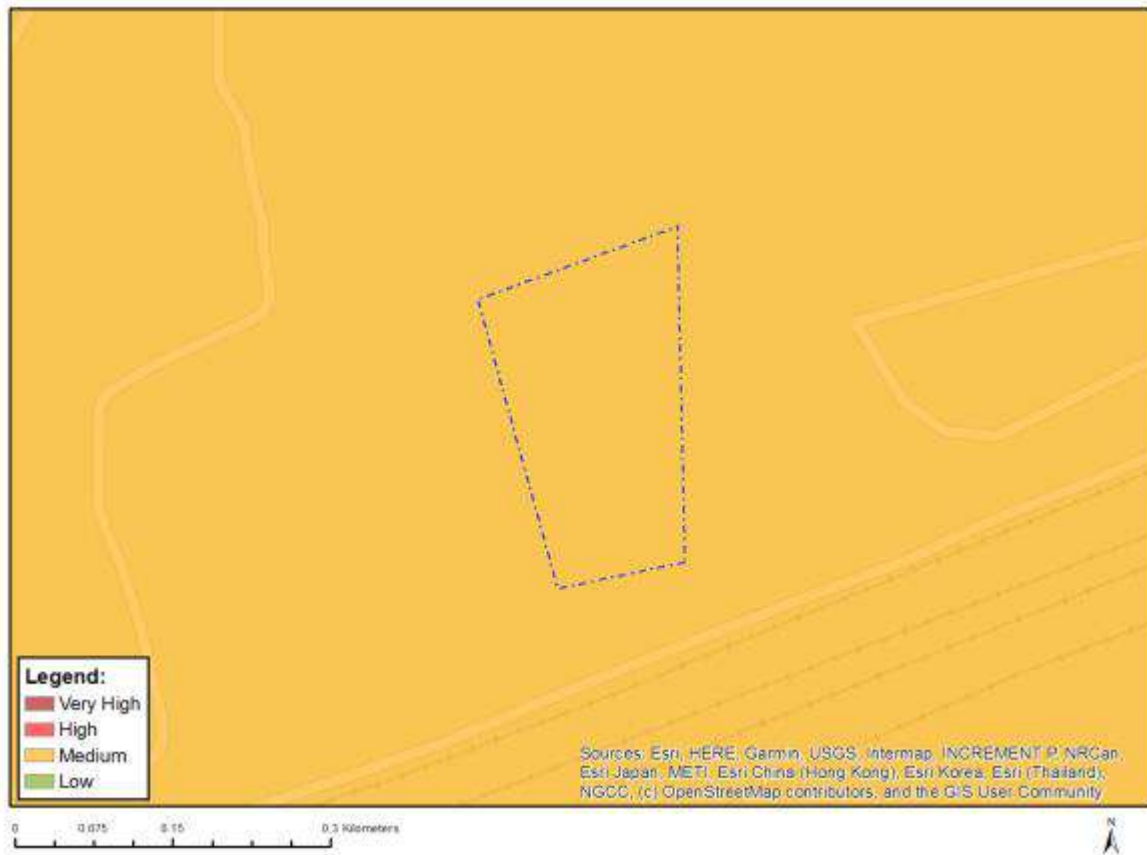 Legend:
Very High
High
Medium
Low
Sources: Esri, HERE, Garmin, USGS, Intermap, INCREMENT P, NRCan,
Esri Japan, METI, Esri China (Hong Kong), Esri Korea, Esri (Thailand),
NGCC, (c) OpenStreetMap contributors, and the GIS User Community
0 0.075 0.15 0.3 Kilometers
N